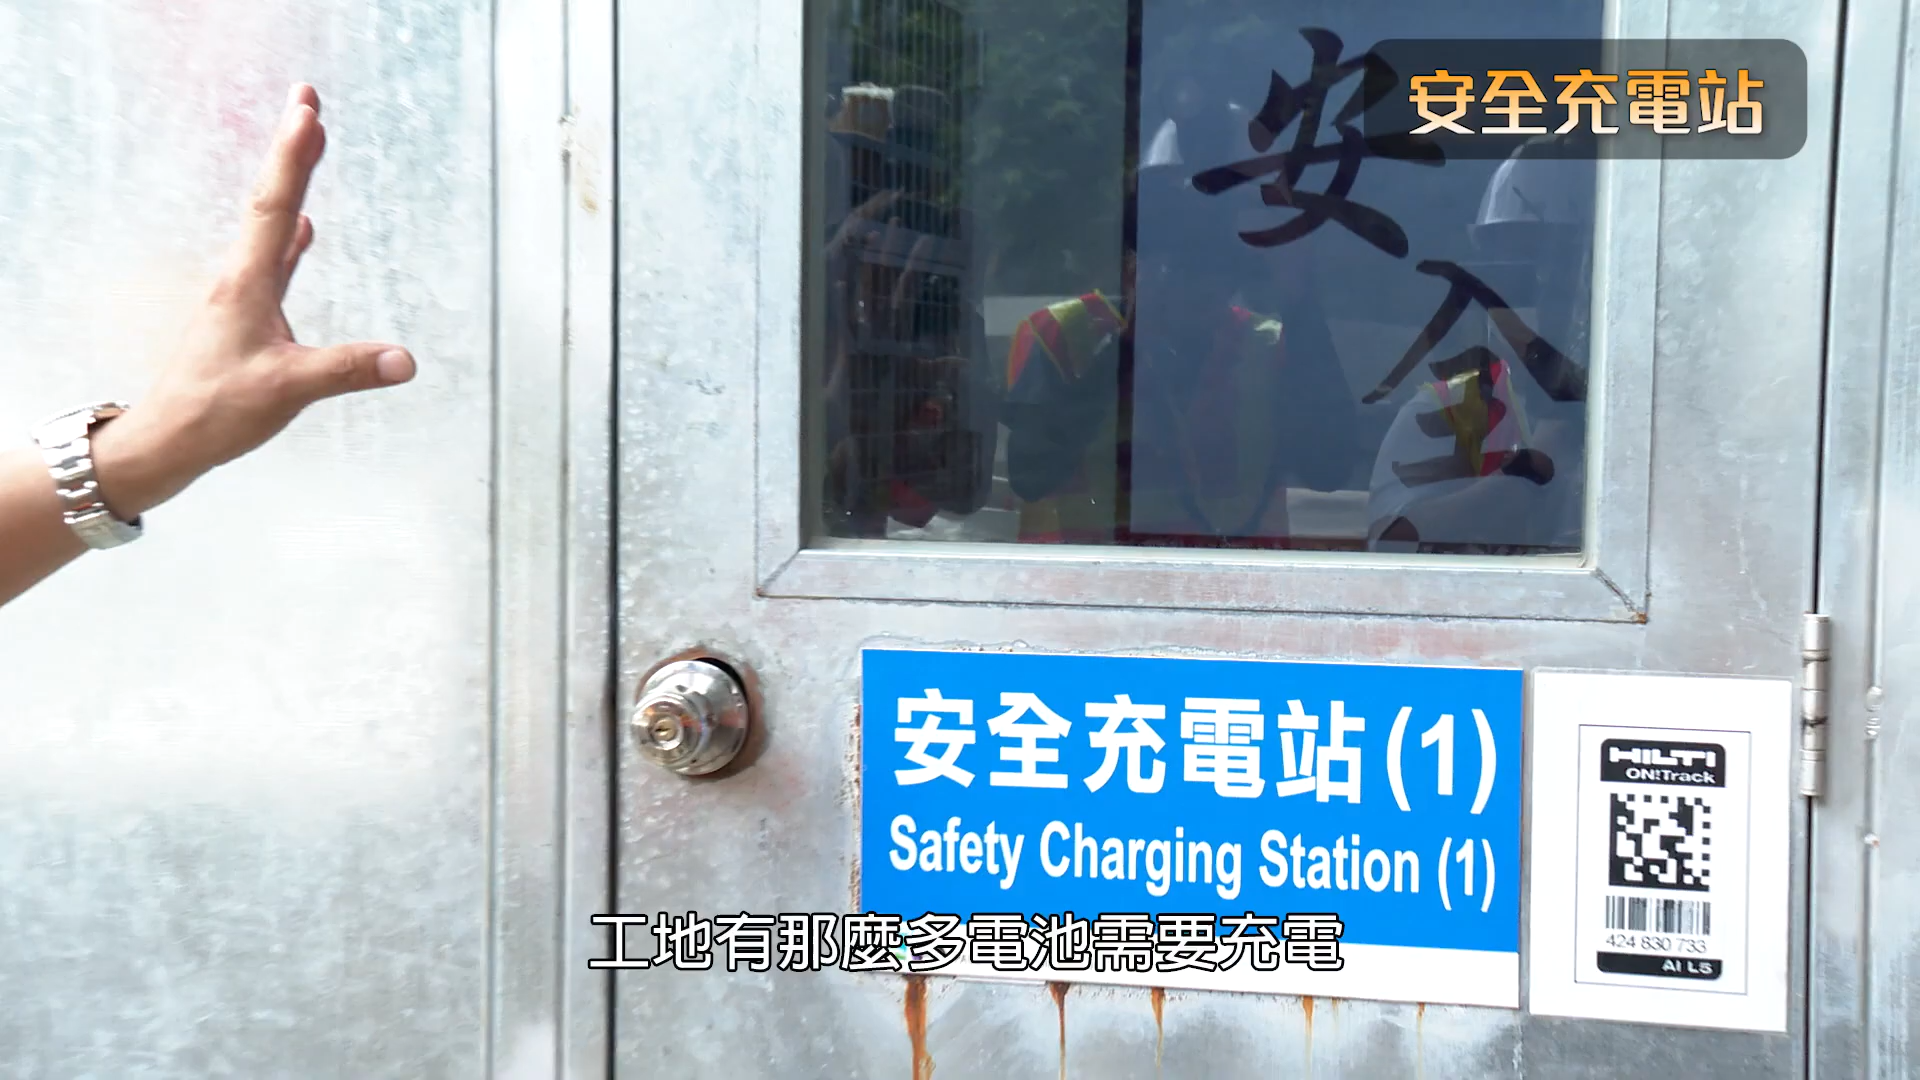 安全充電站
安全
安全充電站(1)
Safety Charging Station (1)
HILTI
ON!Track
424 830 733
AI L5
工地有那麼多電池需要充電